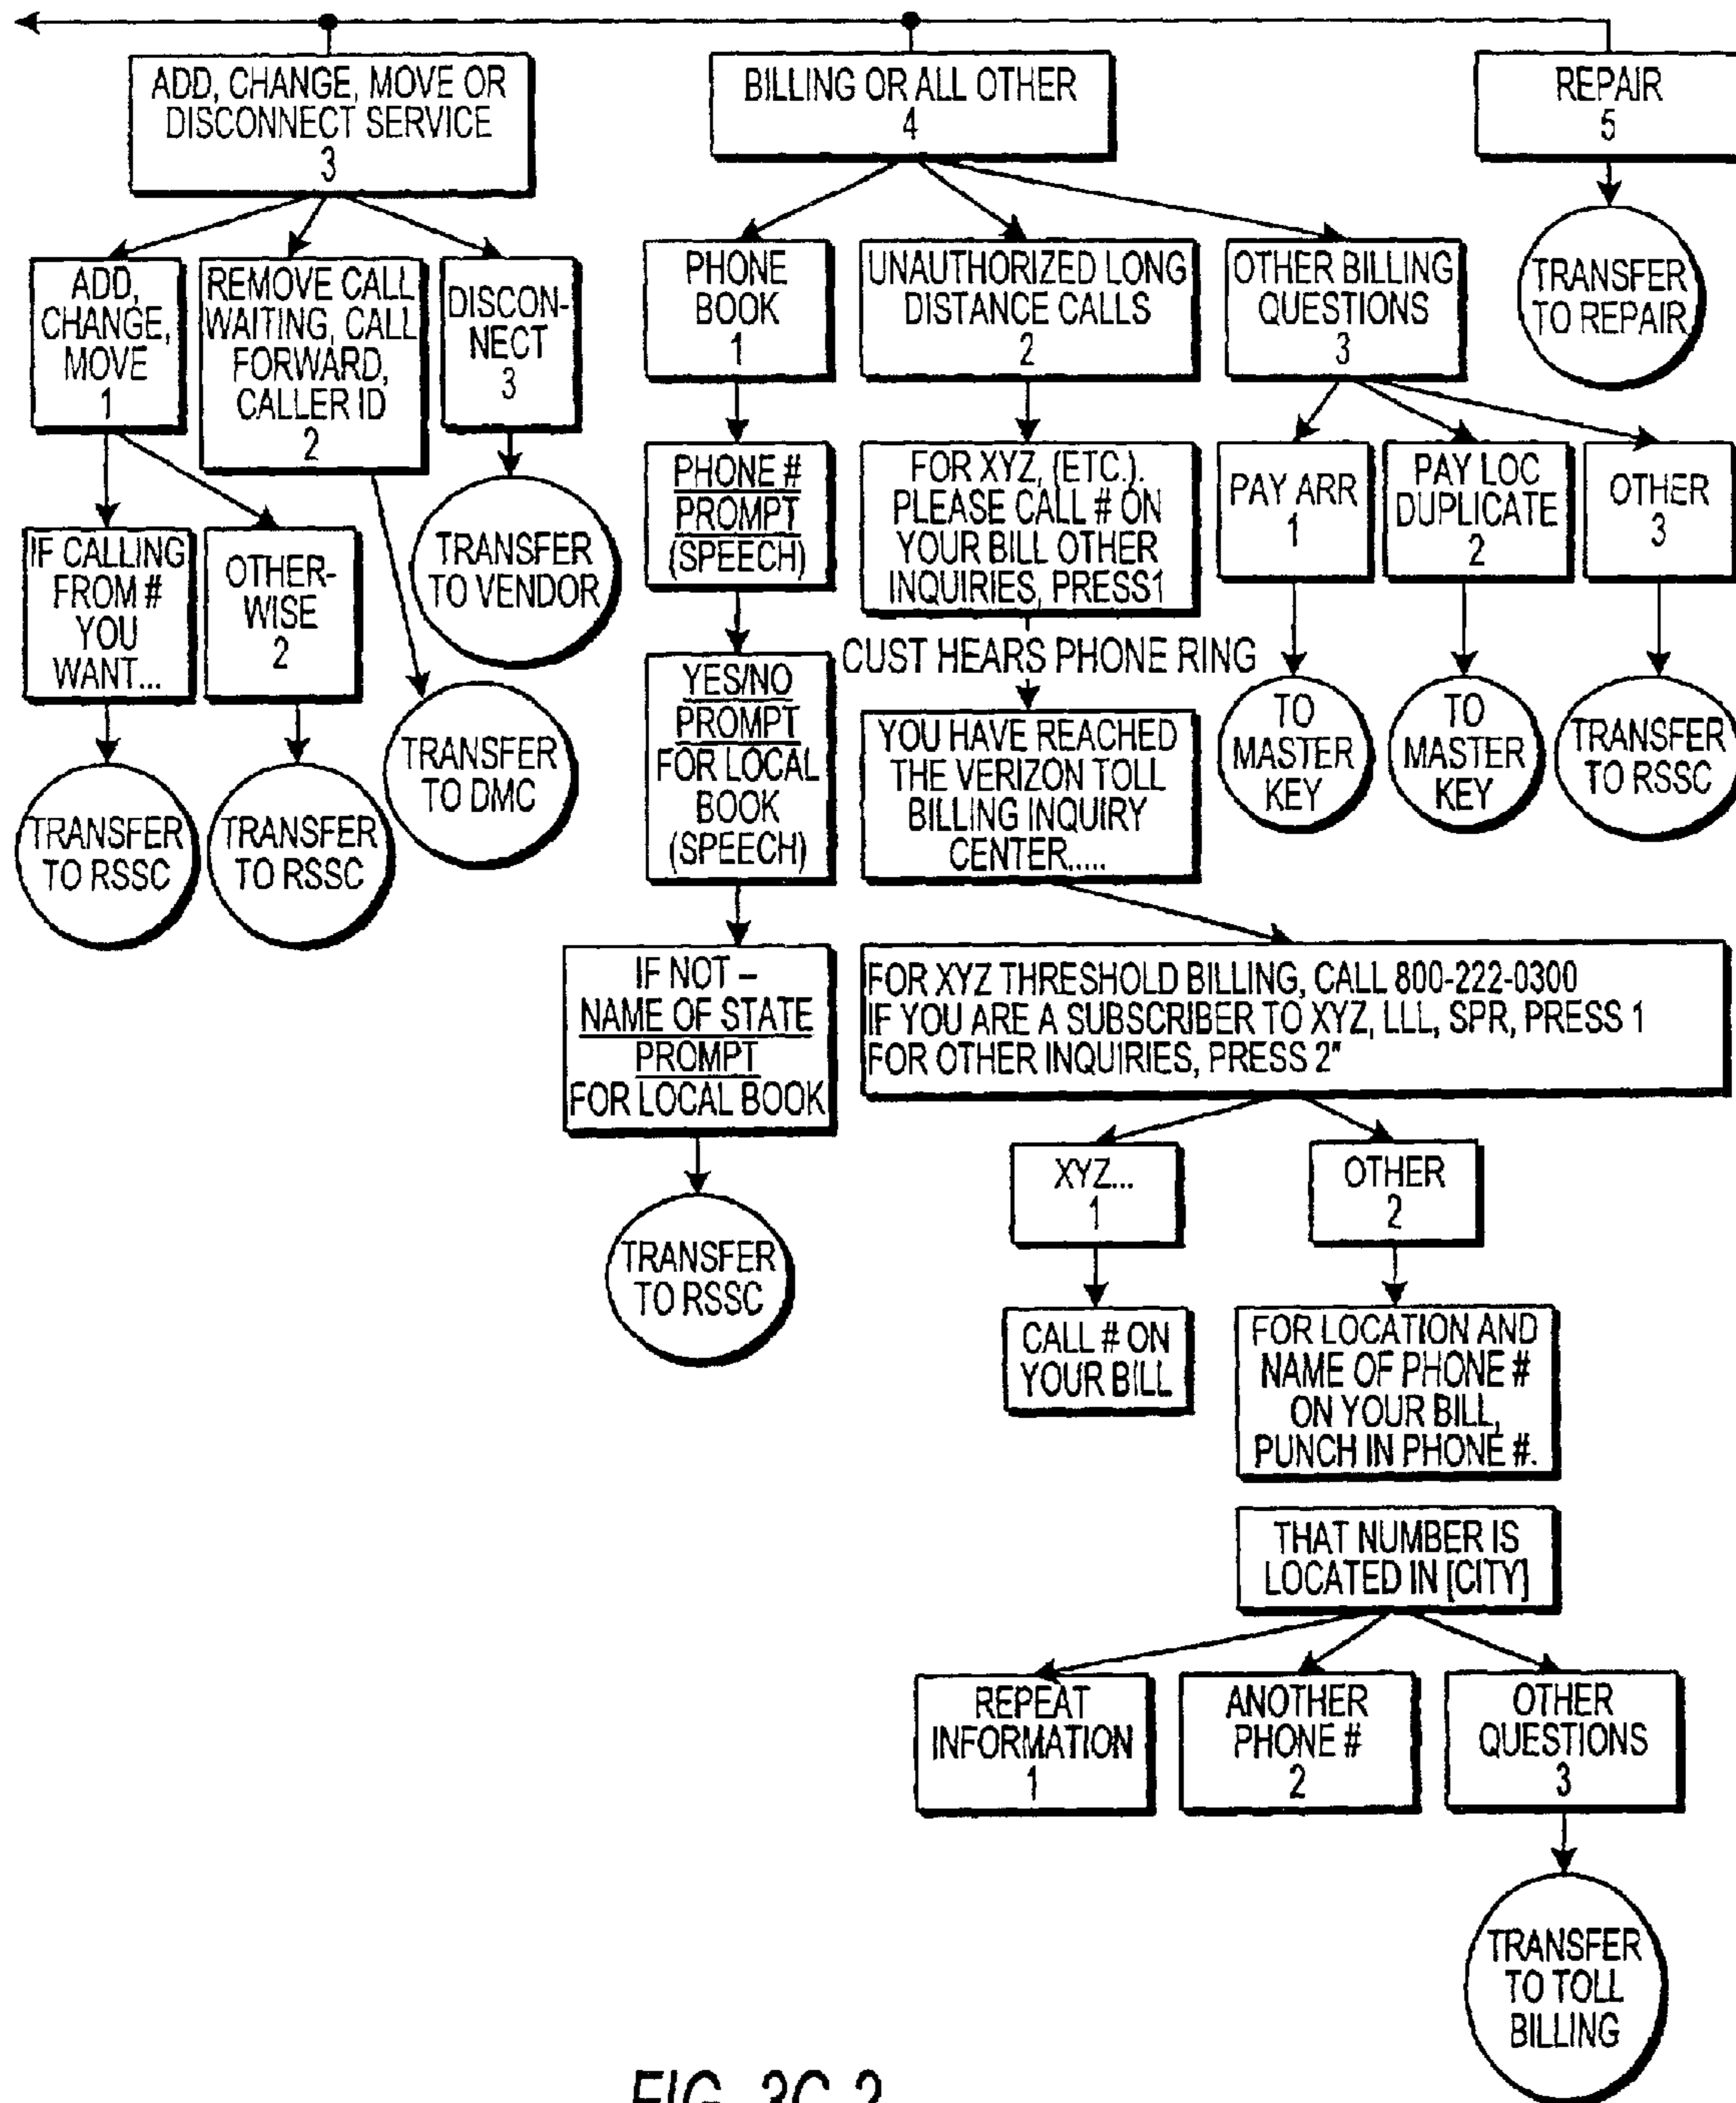 ADD, CHANGE, MOVE OR
DISCONNECT SERVICE
3
BILLING OR ALL OTHER
4
REPAIR
5
ADD,
CHANGE,
MOVE
1
REMOVE CALL
WAITING, CALL
FORWARD,
CALLER ID
2
DISCON-
NECT
3
PHONE
BOOK
1
UNAUTHORIZED LONG
DISTANCE CALLS
2
OTHER BILLING
QUESTIONS
3
TRANSFER
TO REPAIR
IF CALLING
FROM #
YOU
WANT...
OTHER-
WISE
2
TRANSFER
TO VENDOR
PHONE #
PROMPT
(SPEECH)
FOR XYZ, (ETC.).
PLEASE CALL # ON
YOUR BILL OTHER
INQUIRIES, PRESS1
PAY ARR
1
PAY LOC
DUPLICATE
2
OTHER
3
CUST HEARS PHONE RING
TRANSFER
TO RSSC
TRANSFER
TO RSSC
TRANSFER
TO DMC
YES/NO
PROMPT
FOR LOCAL
BOOK
(SPEECH)
YOU HAVE REACHED
THE VERIZON TOLL
BILLING INQUIRY
CENTER.....
TO
MASTER
KEY
TO
MASTER
KEY
TRANSFER
TO RSSC
IF NOT –
NAME OF STATE
PROMPT
FOR LOCAL BOOK
FOR XYZ THRESHOLD BILLING, CALL 800-222-0300
IF YOU ARE A SUBSCRIBER TO XYZ, LLL, SPR, PRESS 1
FOR OTHER INQUIRIES, PRESS 2"
TRANSFER
TO RSSC
XYZ...
1
OTHER
2
CALL # ON
YOUR BILL
FOR LOCATION AND
NAME OF PHONE #
ON YOUR BILL,
PUNCH IN PHONE #.
THAT NUMBER IS
LOCATED IN [CITY]
REPEAT
INFORMATION
1
ANOTHER
PHONE #
2
OTHER
QUESTIONS
3
TRANSFER
TO TOLL
BILLING
FIG. 3C-2